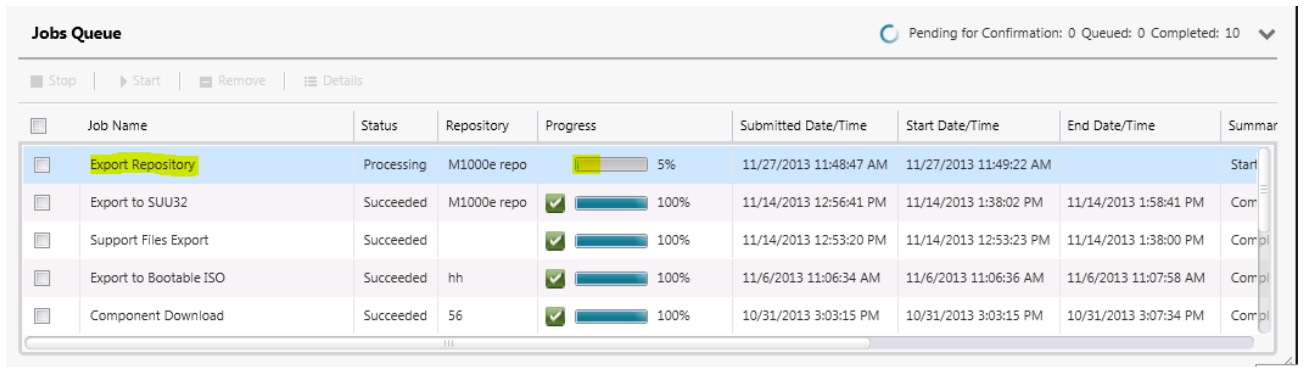 Jobs Queue Pending for Confirmation: 0 Queued: 0 Completed: 10
Stop Start Remove Details
Job Name Status Repository Progress Submitted Date/Time Start Date/Time End Date/Time Summar
Export Repository Processing M1000e repo 5% 11/27/2013 11:48:47 AM 11/27/2013 11:49:22 AM Start
Export to SUU32 Succeeded M1000e repo 100% 11/14/2013 12:56:41 PM 11/14/2013 1:38:02 PM 11/14/2013 1:58:41 PM Com
Support Files Export Succeeded 100% 11/14/2013 12:53:20 PM 11/14/2013 12:53:23 PM 11/14/2013 1:38:00 PM Compl
Export to Bootable ISO Succeeded hh 100% 11/6/2013 11:06:34 AM 11/6/2013 11:06:36 AM 11/6/2013 11:07:58 AM Compl
Component Download Succeeded 56 100% 10/31/2013 3:03:15 PM 10/31/2013 3:03:15 PM 10/31/2013 3:07:34 PM Compl